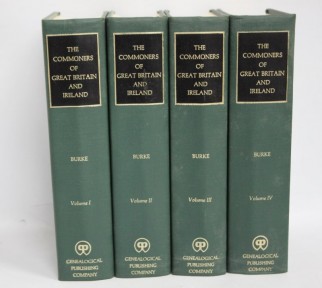 THE
COMMONERS
OF
GREAT BRITAIN
AND
IRELAND
BURKE
Volume I
GENEALOGICAL
PUBLISHING
COMPANY
THE
COMMONERS
OF
GREAT BRITAIN
AND
IRELAND
BURKE
Volume II
GENEALOGICAL
PUBLISHING
COMPANY
THE
COMMONERS
OF
GREAT BRITAIN
AND
IRELAND
BURKE
Volume III
GENEALOGICAL
PUBLISHING
COMPANY
THE
COMMONERS
OF
GREAT BRITAIN
AND
IRELAND
BURKE
Volume IV
GENEALOGICAL
PUBLISHING
COMPANY